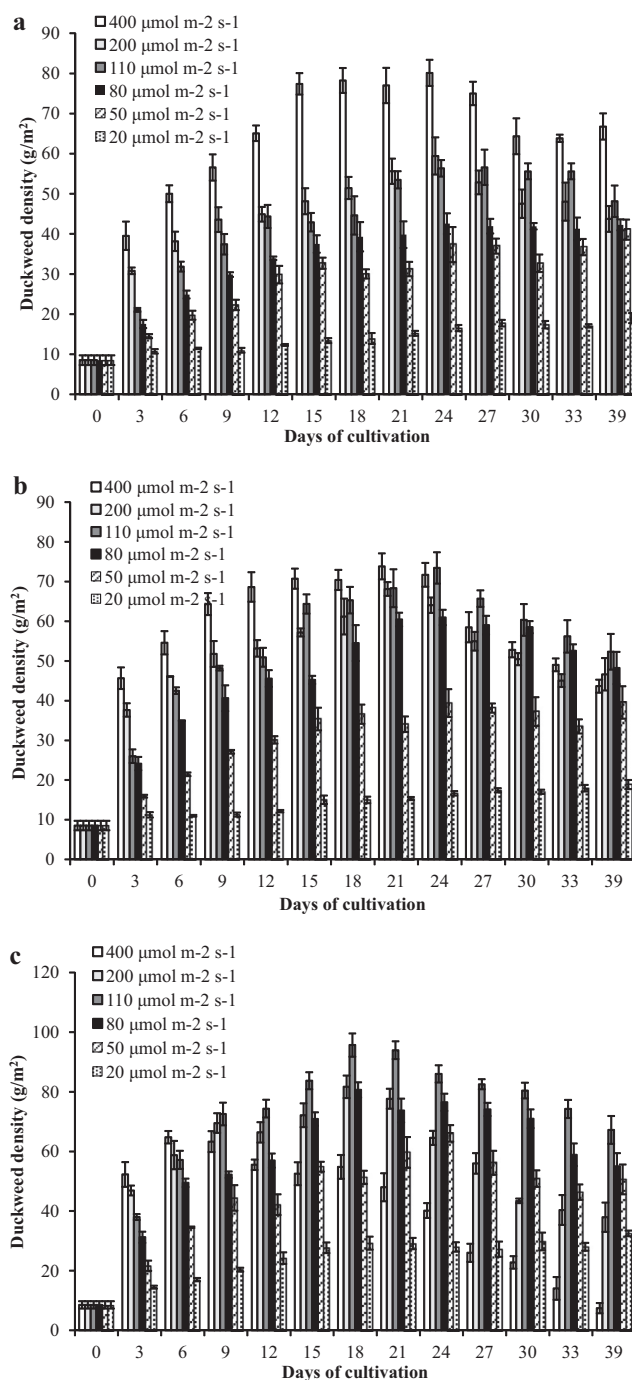 a
400 μmol m-2 s-1
200 μmol m-2 s-1
110 μmol m-2 s-1
80 μmol m-2 s-1
50 μmol m-2 s-1
20 μmol m-2 s-1
Duckweed density (g/m²)
90
80
70
60
50
40
30
20
10
0
0 3 6 9 12 15 18 21 24 27 30 33 39
Days of cultivation
b
400 μmol m-2 s-1
200 μmol m-2 s-1
110 μmol m-2 s-1
80 μmol m-2 s-1
50 μmol m-2 s-1
20 μmol m-2 s-1
Duckweed density (g/m²)
90
80
70
60
50
40
30
20
10
0
0 3 6 9 12 15 18 21 24 27 30 33 39
Days of cultivation
c
400 μmol m-2 s-1
200 μmol m-2 s-1
110 μmol m-2 s-1
80 μmol m-2 s-1
50 μmol m-2 s-1
20 μmol m-2 s-1
Duckweed density (g/m²)
120
100
80
60
40
20
0
0 3 6 9 12 15 18 21 24 27 30 33 39
Days of cultivation